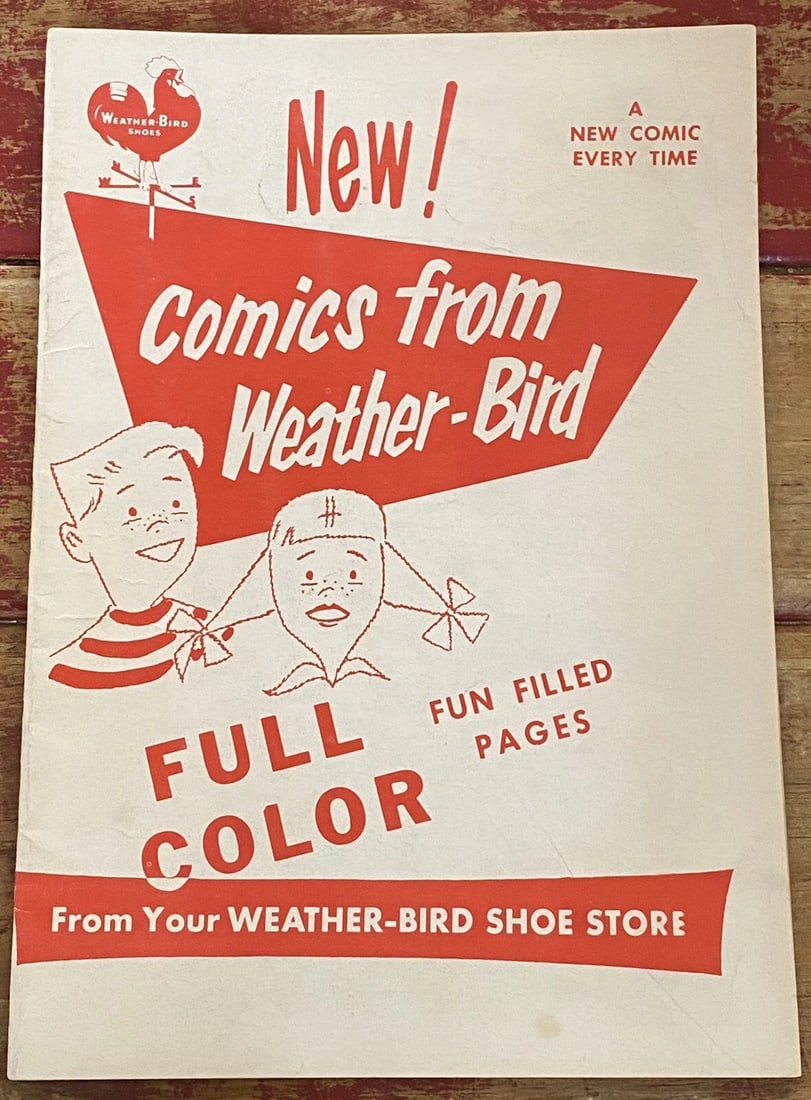 WEATHER-BIRD
SHOES
N
W E
S
New!
A
NEW COMIC
EVERY TIME
Comics from
Weather-Bird
FUN FILLED
PAGES
FULL
COLOR
From Your WEATHER-BIRD SHOE STORE